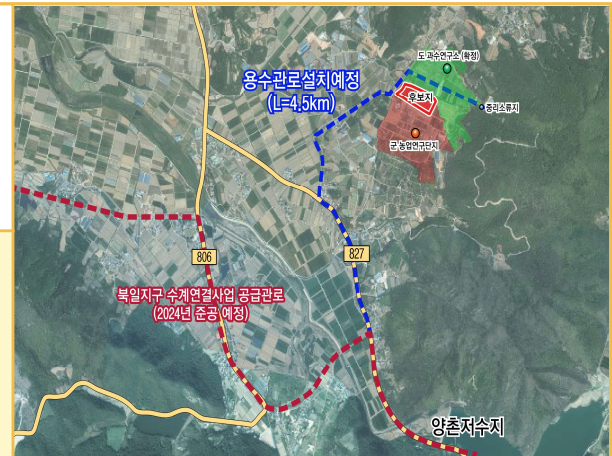 도 과수연구소 (확정)
용수관로설치예정
(L=4.5km)
후보지
중리소류지
군 농업연구단지
806
827
북일지구 수계연결사업 공급관로
(2024년 준공 예정)
양촌저수지